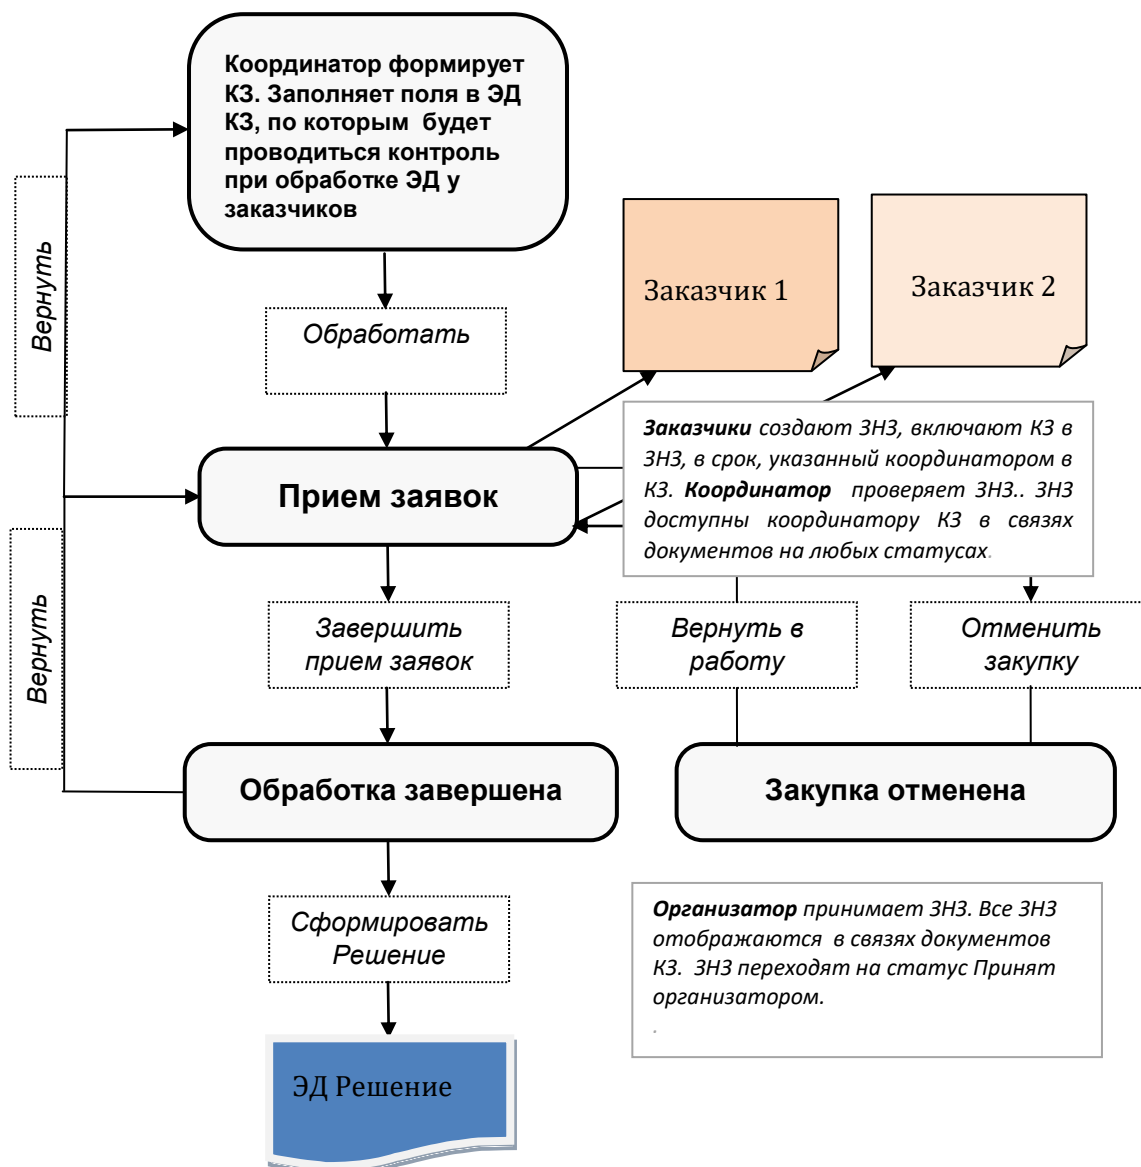 Координатор формирует
КЗ. Заполняет поля в ЭД
КЗ, по которым будет
проводиться контроль
при обработке ЭД у
заказчиков
Вернуть
Обработать
Заказчик 1
Заказчик 2
Прием заявок
Заказчики создают ЗНЗ, включают КЗ в
ЗНЗ, в срок, указанный координатором в
КЗ. Координатор проверяет ЗНЗ.. ЗНЗ
доступны координатору КЗ в связях
документов на любых статусах.
Вернуть
Завершить
прием заявок
Вернуть в
работу
Отменить
закупку
Обработка завершена
Закупка отменена
Сформировать
Решение
Организатор принимает ЗНЗ. Все ЗНЗ
отображаются в связях документов
КЗ. ЗНЗ переходят на статус Принят
организатором.
.
ЭД Решение